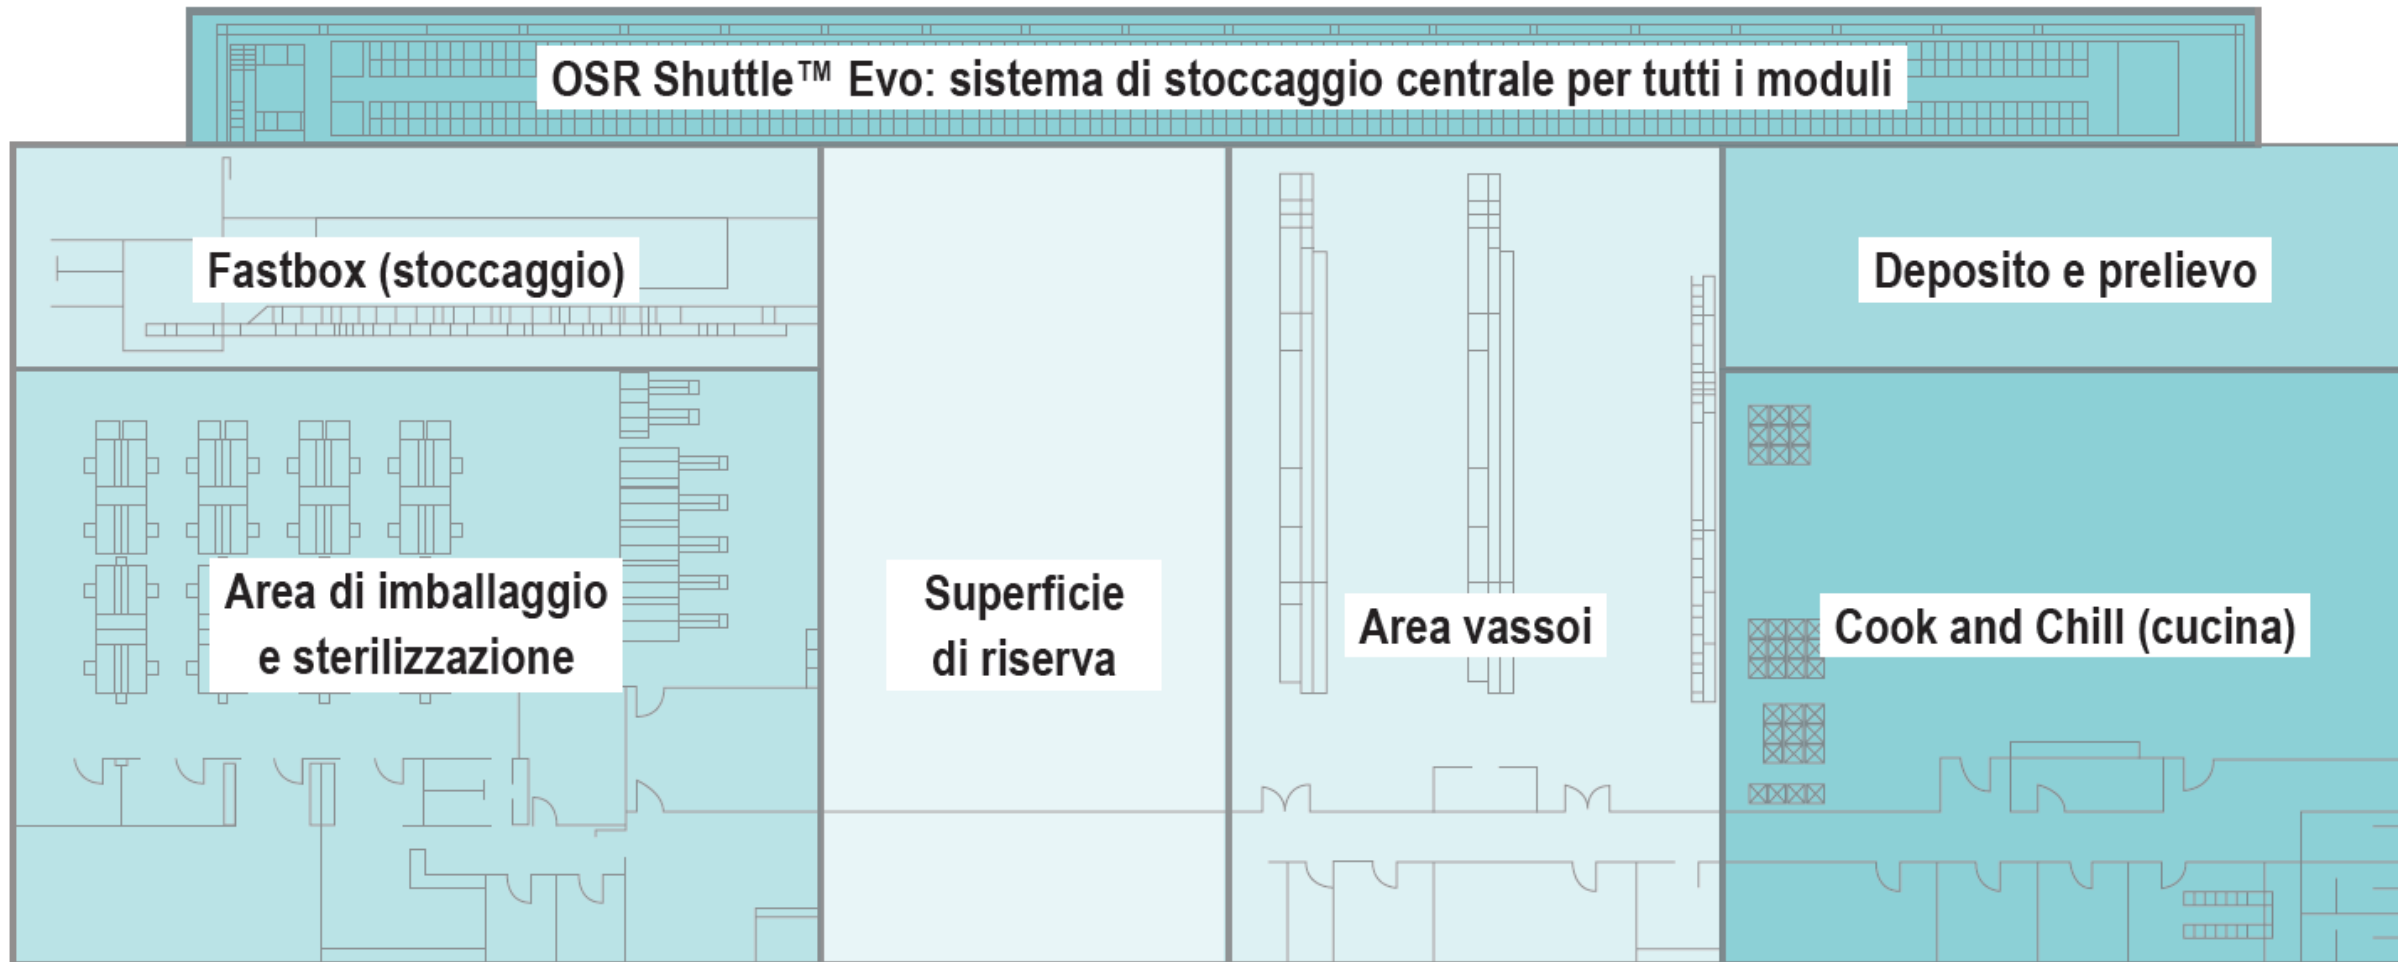 OSR Shuttle™ Evo: sistema di stoccaggio centrale per tutti i moduli
Fastbox (stoccaggio)
Deposito e prelievo
Area di imballaggio
e sterilizzazione
Superficie
di riserva
Area vassoi
Cook and Chill (cucina)